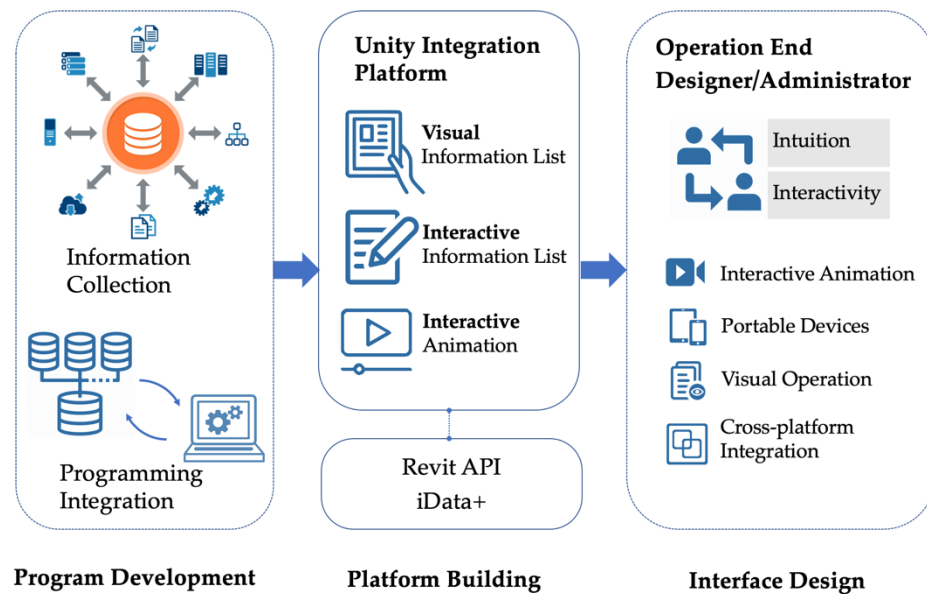 Information
Collection
Programming
Integration
Program Development
Unity Integration
Platform
Visual
Information List
Interactive
Information List
Interactive
Animation
Revit API
iData+
Platform Building
Operation End
Designer/Administrator
Intuition
Interactivity
Interactive Animation
Portable Devices
Visual Operation
Cross-platform
Integration
Interface Design